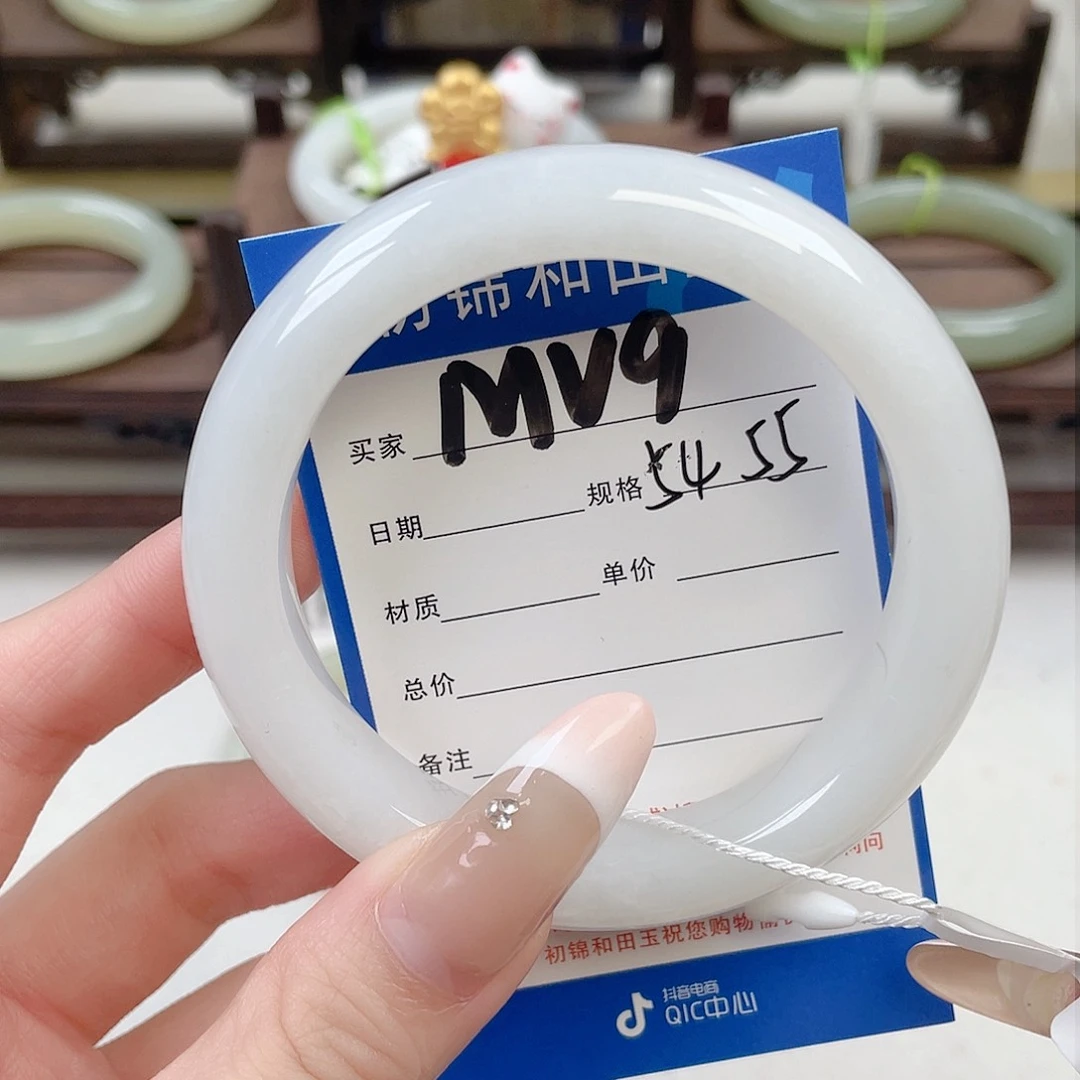 锦和田
买家 MV9
规格 54 55
日期
单价
材质
总价
备注
初锦和田玉祝您购物
抖音电商
QIC中心